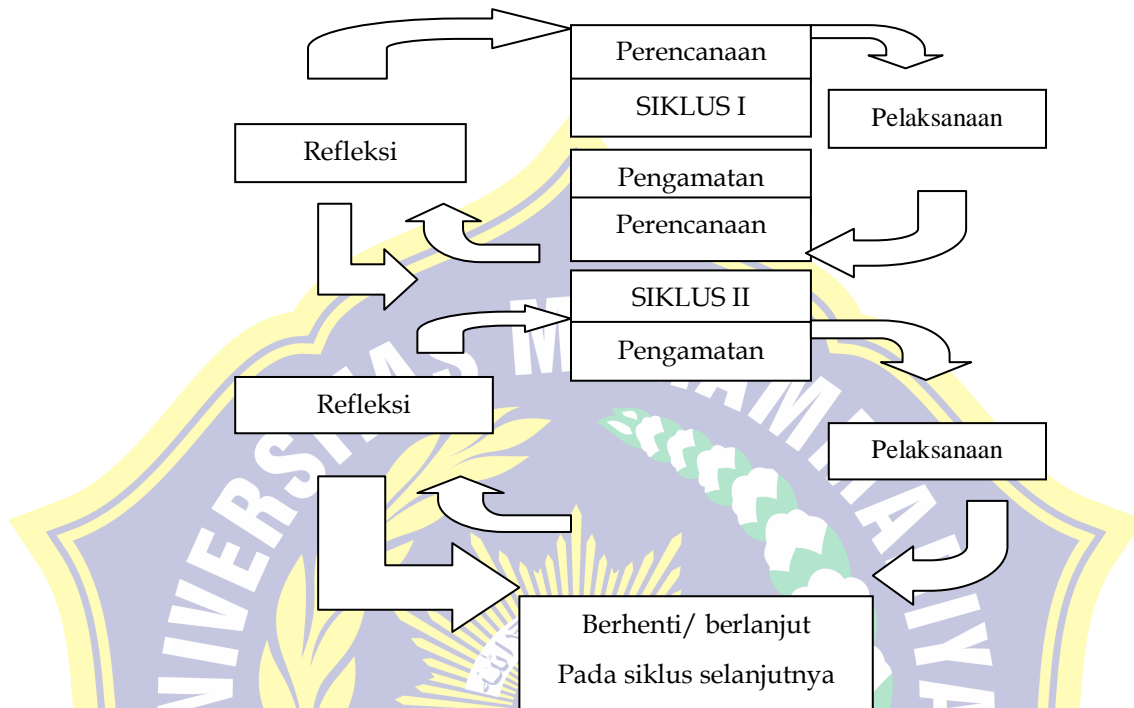 Perencanaan
SIKLUS I
Pelaksanaan
Refleksi
Pengamatan
Perencanaan
SIKLUS II
Pengamatan
Refleksi
Pelaksanaan
Berhenti/ berlanjut
Pada siklus selanjutnya